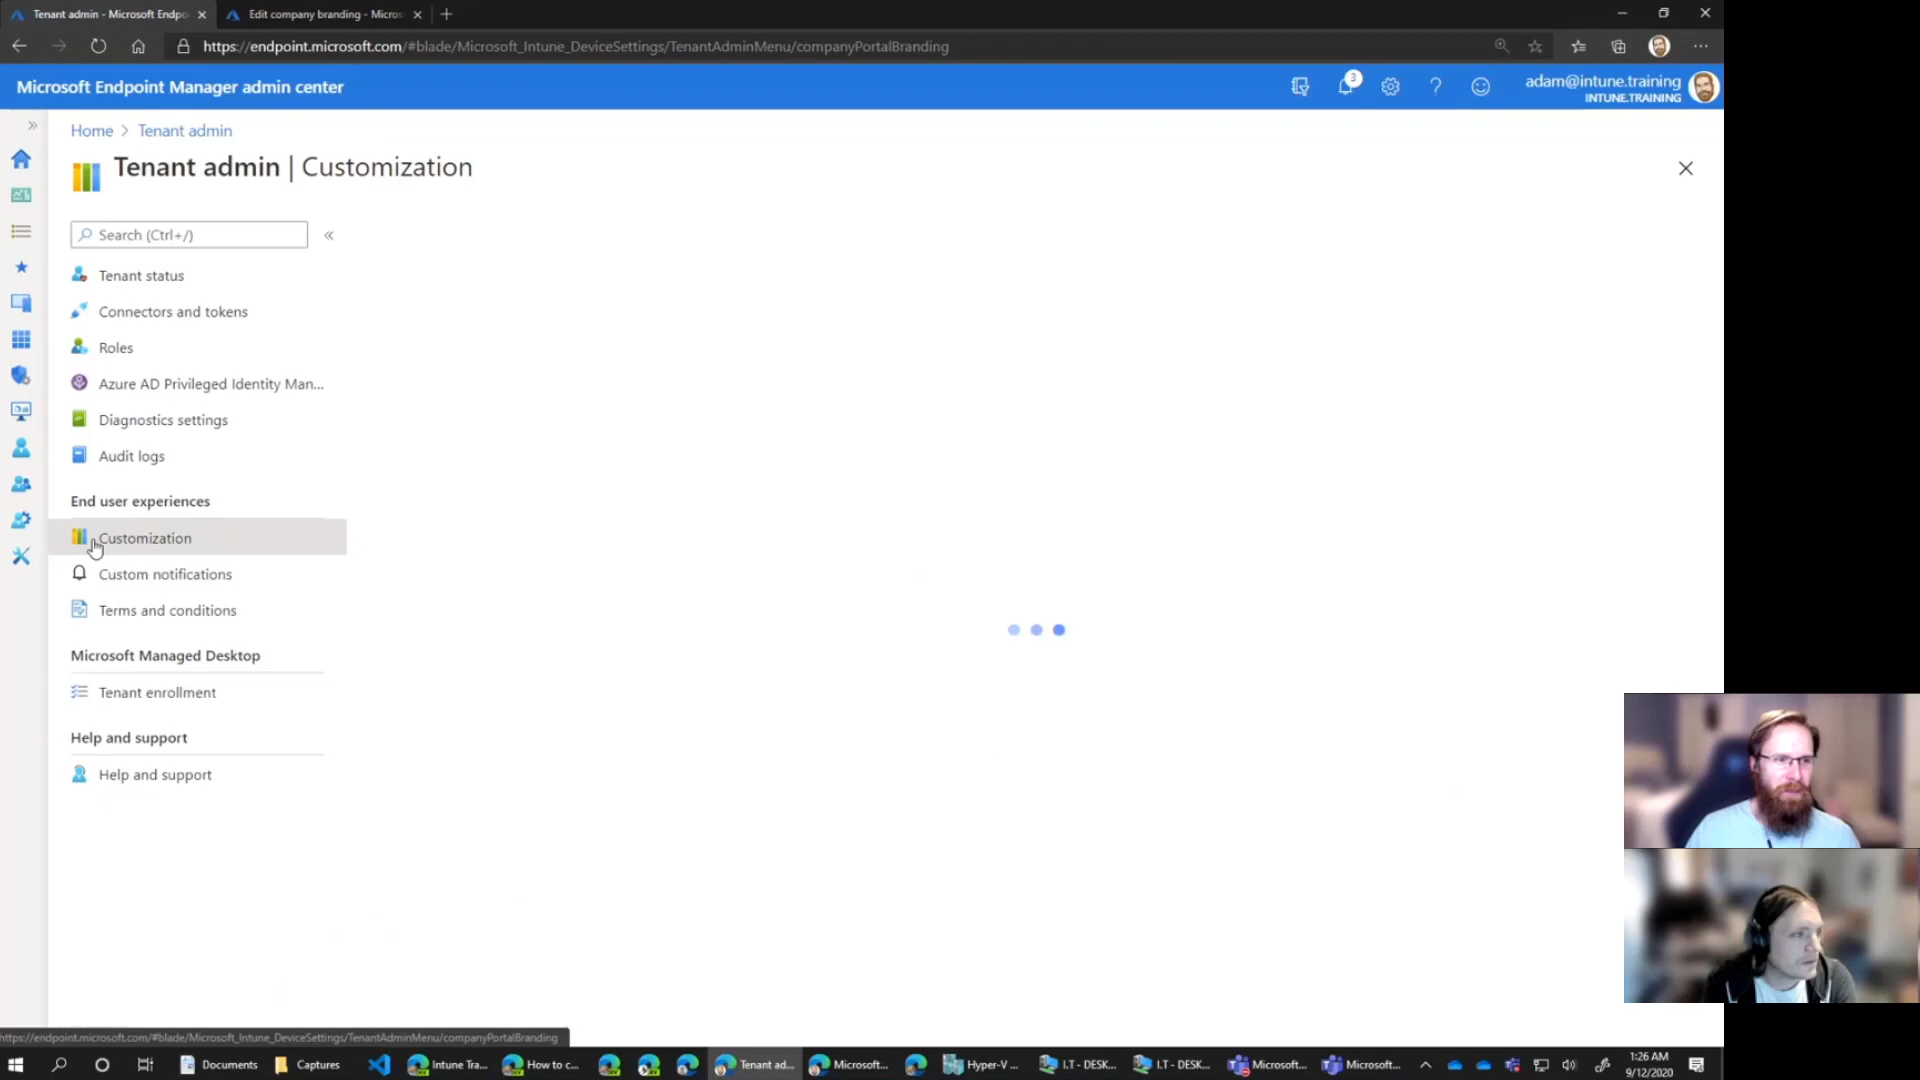 Tenant admin - Microsoft Endpo
Edit company branding - Micros
https://endpoint.microsoft.com/#blade/Microsoft_Intune_DeviceSettings/TenantAdminMenu/companyPortalBranding
Microsoft Endpoint Manager admin center
3
adam@intune.training
INTUNE.TRAINING
Home > Tenant admin
Tenant admin | Customization
Search (Ctrl+/)
Tenant status
Connectors and tokens
Roles
Azure AD Privileged Identity Man...
Diagnostics settings
Audit logs
End user experiences
Customization
Custom notifications
Terms and conditions
Microsoft Managed Desktop
Tenant enrollment
Help and support
Help and support
https://endpoint.microsoft.com/#blade/Microsoft_Intune_DeviceSettings/TenantAdminMenu/companyPortalBranding
Documents
Captures
Intune Tra...
How to c...
Tenant ad...
Microsoft...
Hyper-V ...
I.T - DESK...
I.T - DESK...
Microsoft...
Microsoft...
1:26 AM
9/12/2020